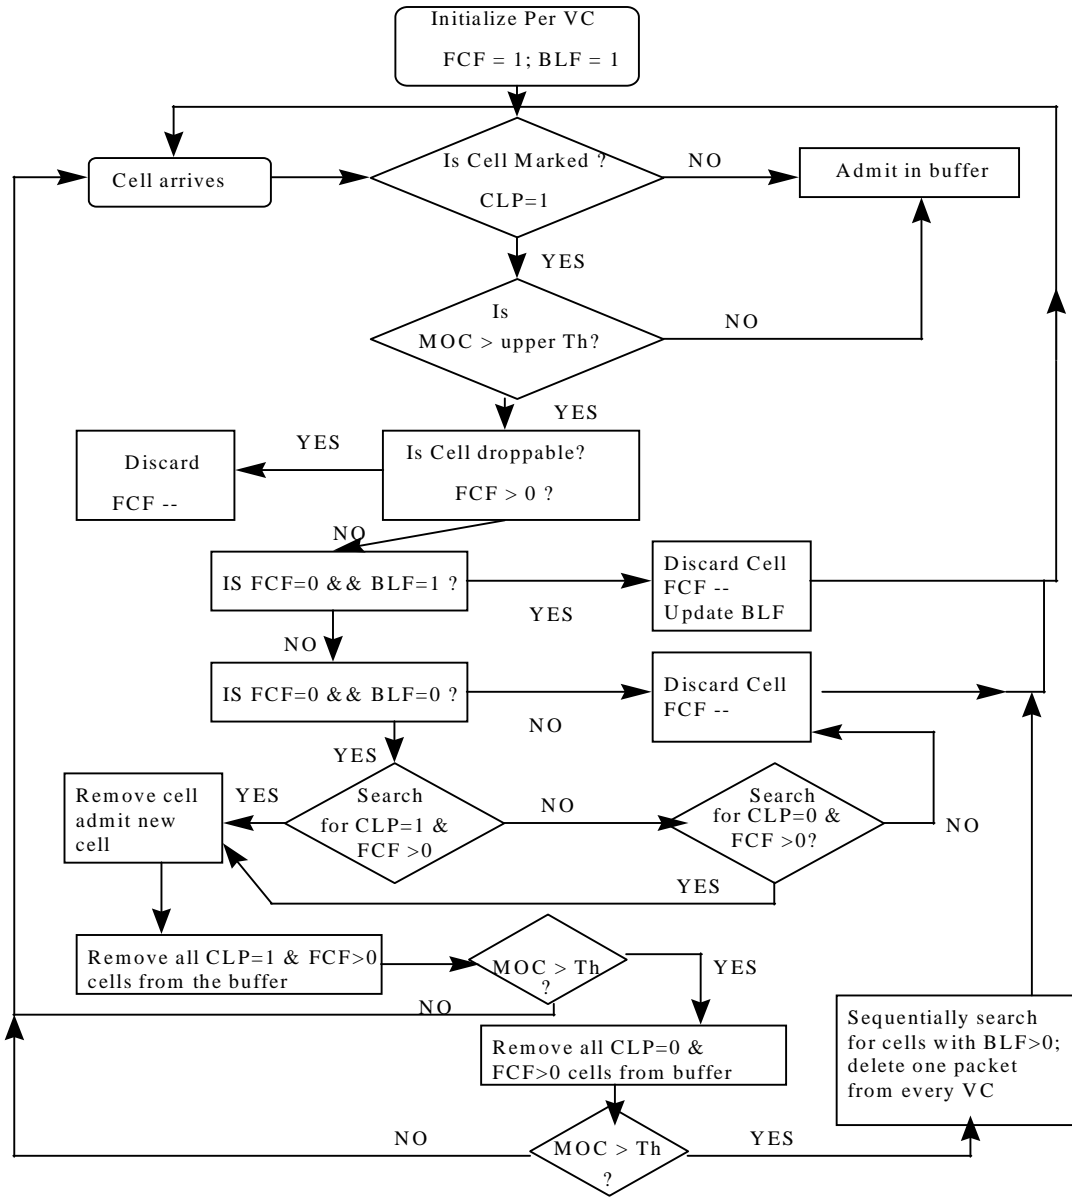 Initialize Per VC
FCF = 1; BLF = 1
Cell arrives
Is Cell Marked ?
CLP=1
NO
Admit in buffer
YES
Is
MOC > upper Th?
NO
YES
Is Cell droppable?
FCF > 0 ?
YES
Discard
FCF --
NO
IS FCF=0 && BLF=1 ?
YES
Discard Cell
FCF --
Update BLF
NO
IS FCF=0 && BLF=0 ?
NO
Discard Cell
FCF --
YES
Search
for CLP=1 &
FCF >0
YES
Remove cell
admit new
cell
NO
Search
for CLP=0 &
FCF >0?
NO
YES
Remove all CLP=1 & FCF>0
cells from the buffer
MOC > Th
?
YES
NO
Remove all CLP=0 &
FCF>0 cells from buffer
Sequentially search
for cells with BLF>0;
delete one packet
from every VC
MOC > Th
?
NO
YES